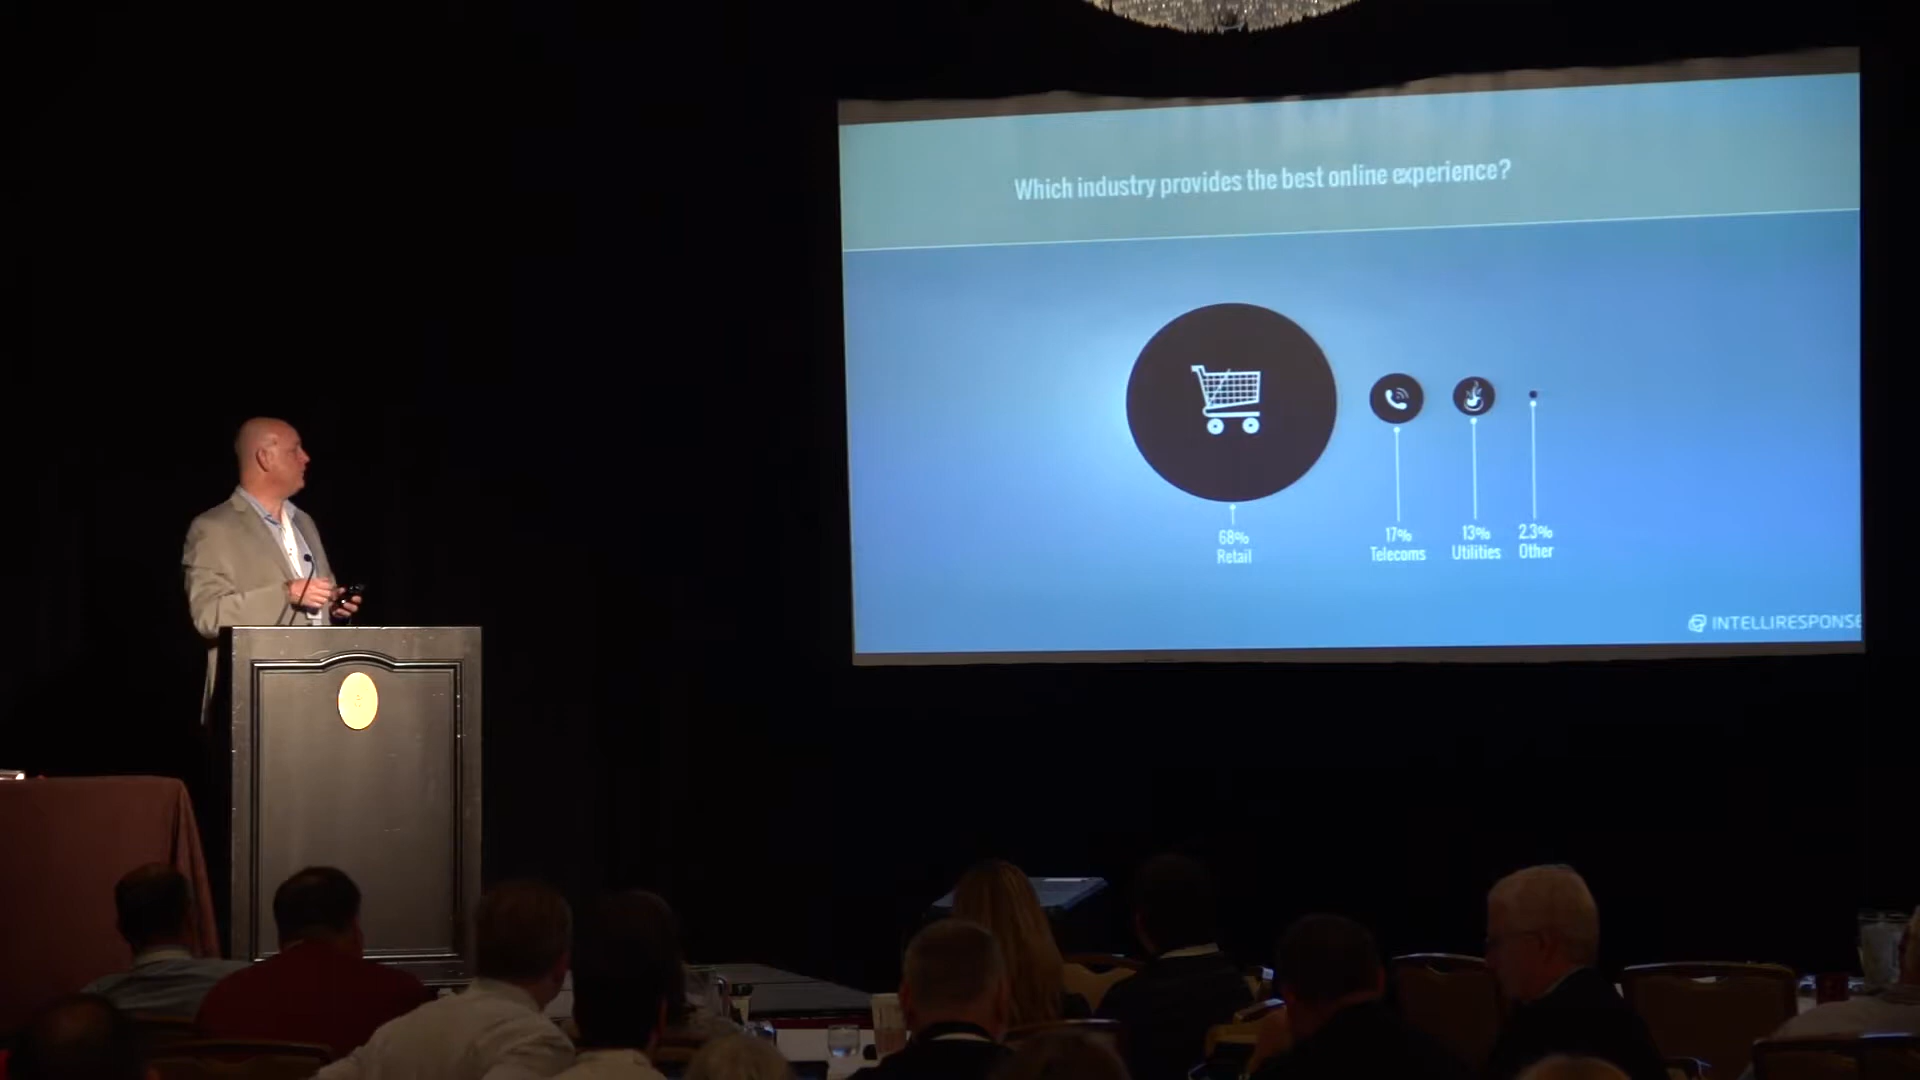 Which industry provides the best online experience?
68%
Retail
17%
Telecoms
13%
Utilities
2.3%
Other
INTELLIRESPONSE